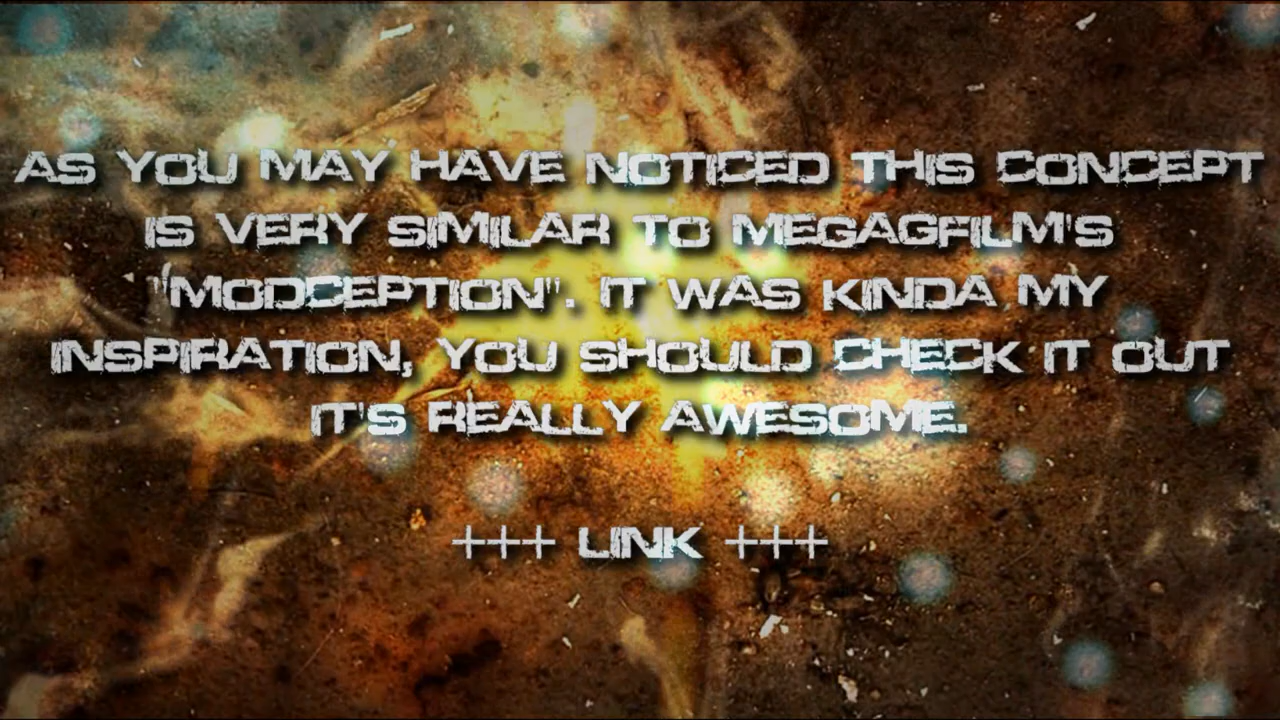 AS YOU MAY HAVE NOTICED THIS CONCEPT
IS VERY SIMILAR TO MEGAGFILM'S
"MODCEPTION". IT WAS KINDA MY
INSPIRATION, YOU SHOULD CHECK IT OUT
IT'S REALLY AWESOME.
+++ LINK +++